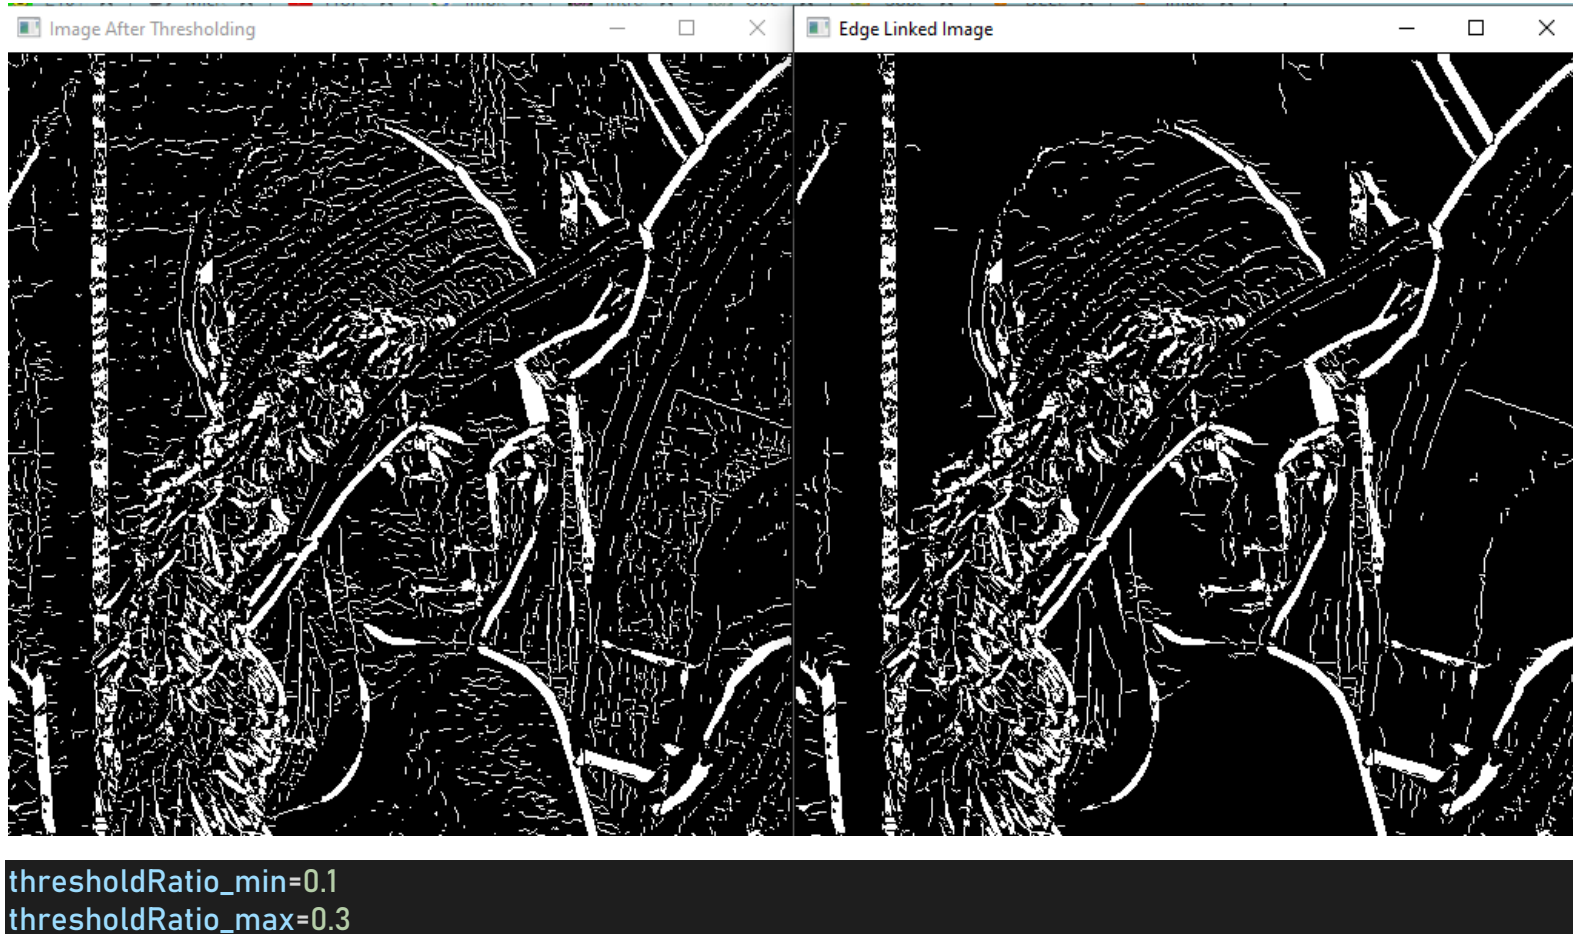 Image After Thresholding
Edge Linked Image
thresholdRatio_min=0.1
thresholdRatio_max=0.3